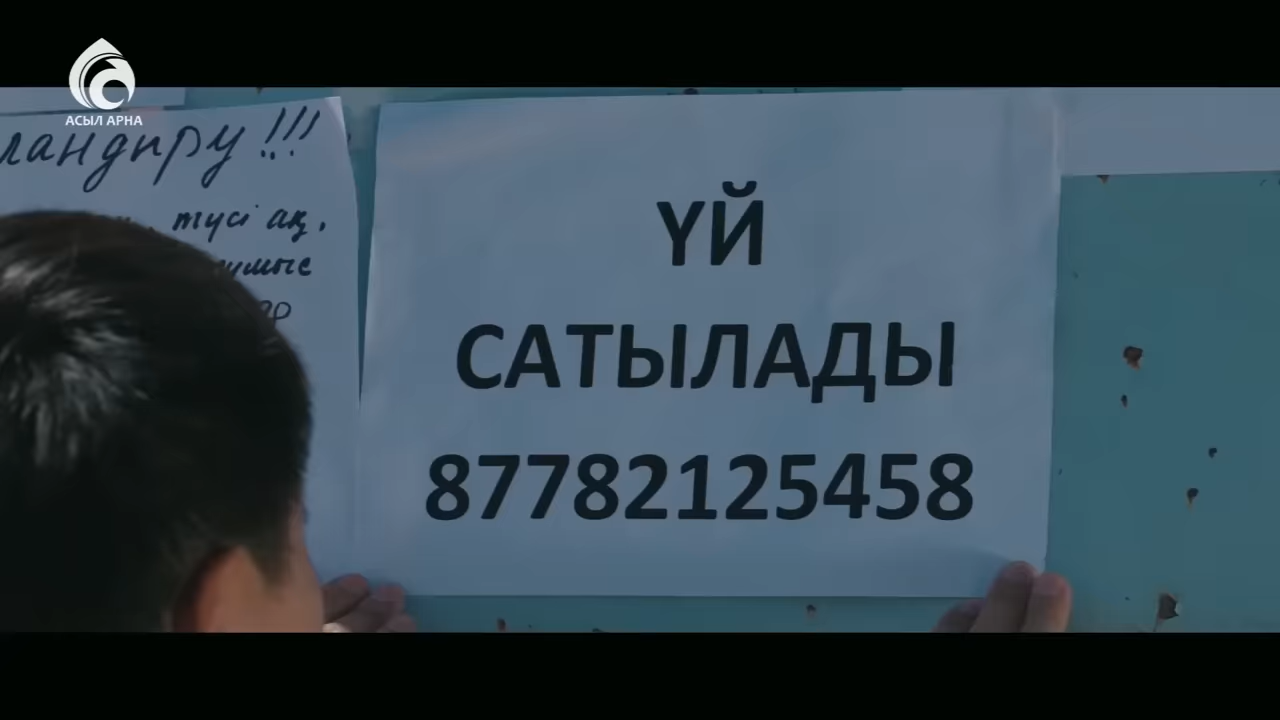 АСЫЛ АРНА
ландыру!!!
түсі ақ,
ҮЙ
САТЫЛАДЫ
87782125458